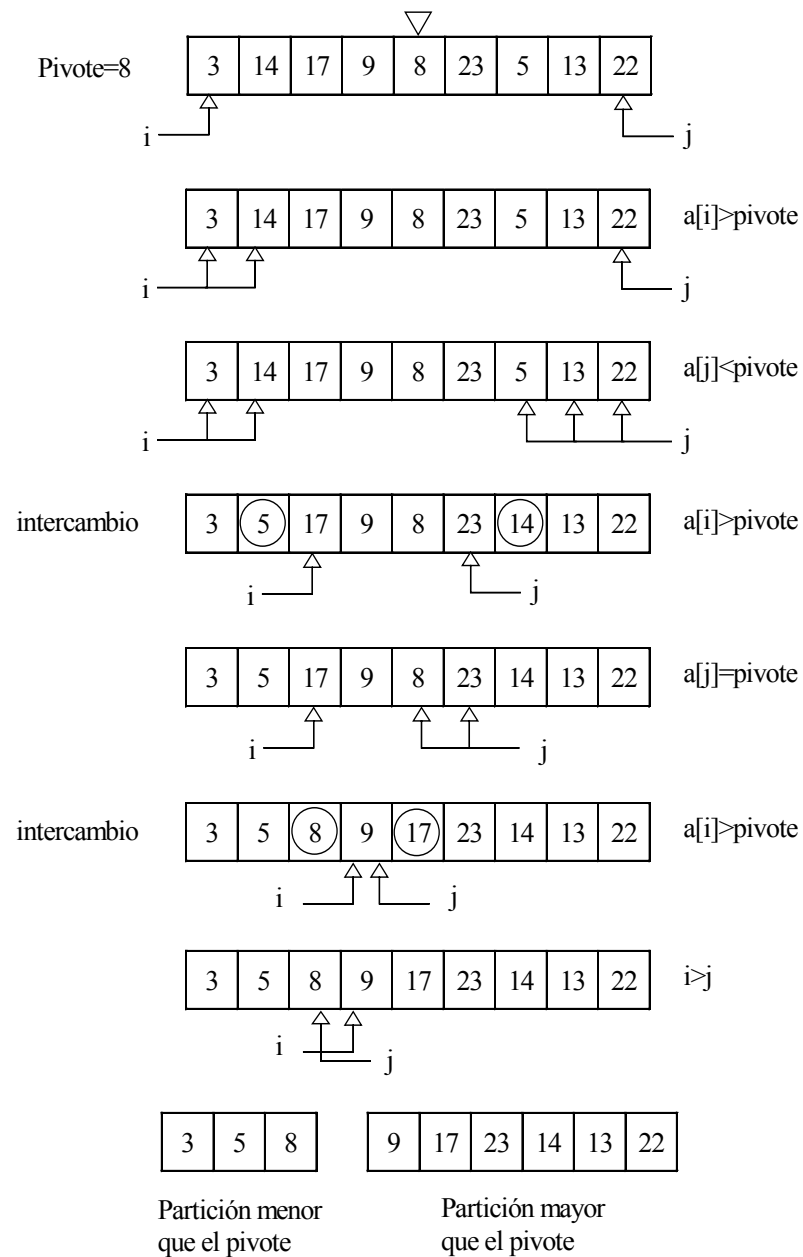 Pivote=8 3 14 17 9 8 23 5 13 22
i j
3 14 17 9 8 23 5 13 22 a[i]>pivote
i j
3 14 17 9 8 23 5 13 22 a[j]<pivote
i j
intercambio 3 5 17 9 8 23 14 13 22 a[i]>pivote
i j
3 5 17 9 8 23 14 13 22 a[j]=pivote
i j
intercambio 3 5 8 9 17 23 14 13 22 a[i]>pivote
i j
3 5 8 9 17 23 14 13 22 i>j
i j
3 5 8 9 17 23 14 13 22
Partición menor
que el pivote
Partición mayor
que el pivote